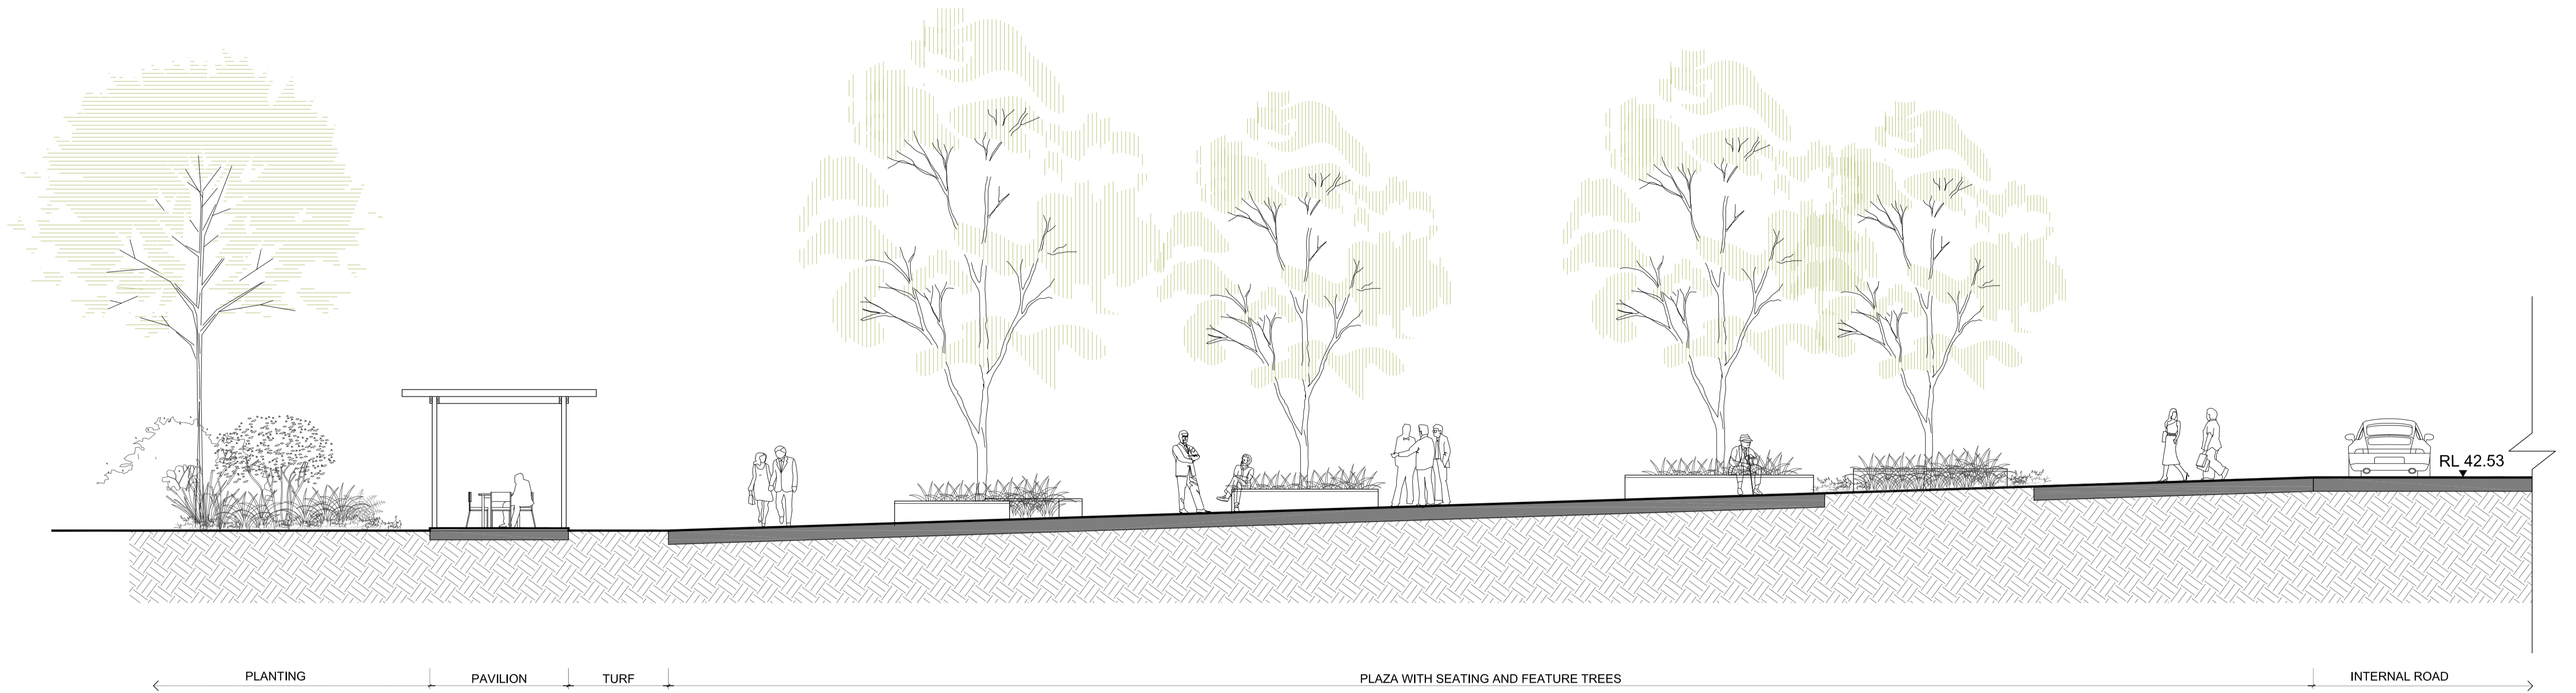 RL 42.53
PLANTING
PAVILION
TURF
PLAZA WITH SEATING AND FEATURE TREES
INTERNAL ROAD